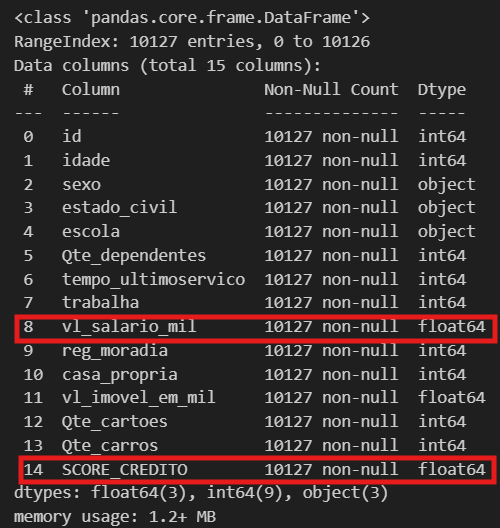 <class 'pandas.core.frame.DataFrame'>
RangeIndex: 10127 entries, 0 to 10126
Data columns (total 15 columns):
 #   Column              Non-Null Count  Dtype
---  ------              --------------  -----
 0   id                  10127 non-null  int64
 1   idade               10127 non-null  int64
 2   sexo                10127 non-null  object
 3   estado_civil        10127 non-null  object
 4   escola              10127 non-null  object
 5   Qte_dependentes     10127 non-null  int64
 6   tempo_ultimoservico 10127 non-null  int64
 7   trabalha            10127 non-null  int64
 8   vl_salario_mil      10127 non-null  float64
 9   reg_moradia         10127 non-null  int64
 10  casa_propria        10127 non-null  int64
 11  vl_imovel_em_mil    10127 non-null  float64
 12  Qte_cartoes         10127 non-null  int64
 13  Qte_carros          10127 non-null  int64
 14  SCORE_CREDITO       10127 non-null  float64
dtypes: float64(3), int64(9), object(3)
memory usage: 1.2+ MB